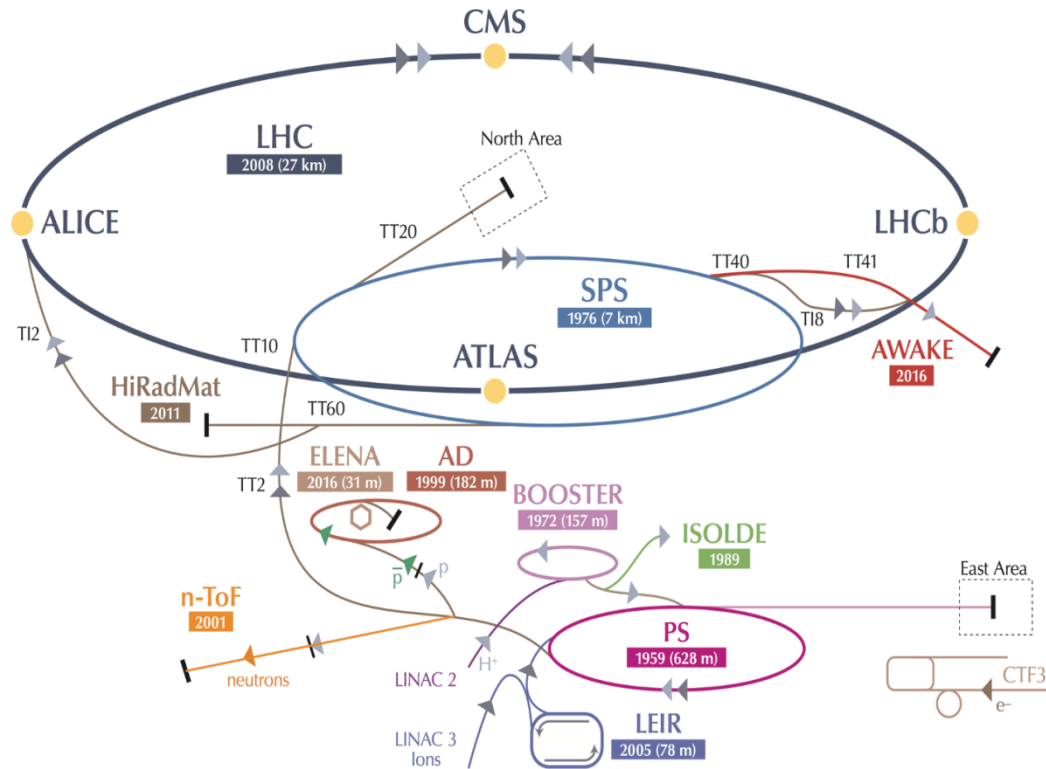 CMS
LHC
2008 (27 km)
North Area
ALICE
LHCb
TT20
TT40
TT41
SPS
1976 (7 km)
TI8
TI2
TT10
ATLAS
AWAKE
2016
HiRadMat
2011
TT60
ELENA
2016 (31 m)
AD
1999 (182 m)
TT2
BOOSTER
1972 (157 m)
ISOLDE
1989
p̅
p
East Area
n-ToF
2001
PS
1959 (628 m)
neutrons
H⁺
LINAC 2
CTF3
e⁻
LEIR
2005 (78 m)
LINAC 3
Ions